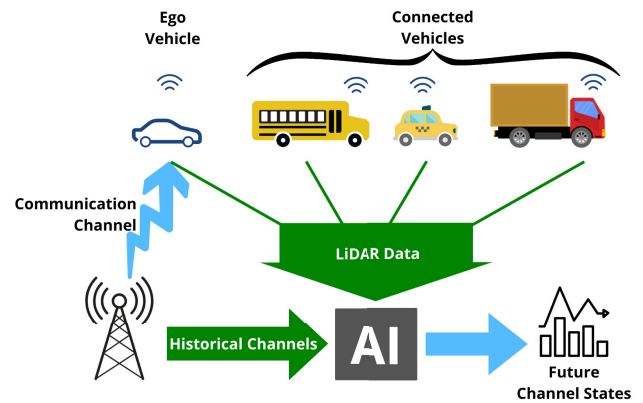 Ego
Vehicle
Connected
Vehicles
Communication
Channel
LiDAR Data
Historical Channels
AI
Future
Channel States